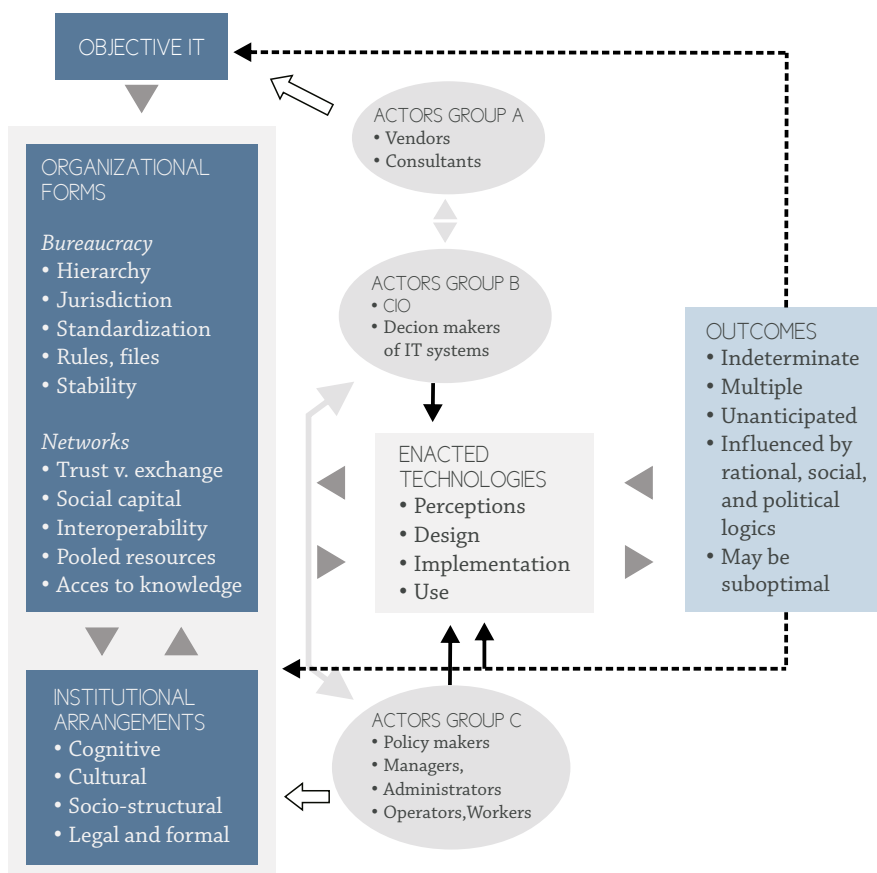 OBJECTIVE IT
ORGANIZATIONAL
FORMS
Bureaucracy
• Hierarchy
• Jurisdiction
• Standardization
• Rules, files
• Stability
Networks
• Trust v. exchange
• Social capital
• Interoperability
• Pooled resources
• Acces to knowledge
INSTITUTIONAL
ARRANGEMENTS
• Cognitive
• Cultural
• Socio-structural
• Legal and formal
ACTORS GROUP A
• Vendors
• Consultants
ACTORS GROUP B
• CIO
• Decion makers
of IT systems
ENACTED
TECHNOLOGIES
• Perceptions
• Design
• Implementation
• Use
ACTORS GROUP C
• Policy makers
• Managers,
• Administrators
• Operators,Workers
OUTCOMES
• Indeterminate
• Multiple
• Unanticipated
• Influenced by
rational, social,
and political
logics
• May be
suboptimal